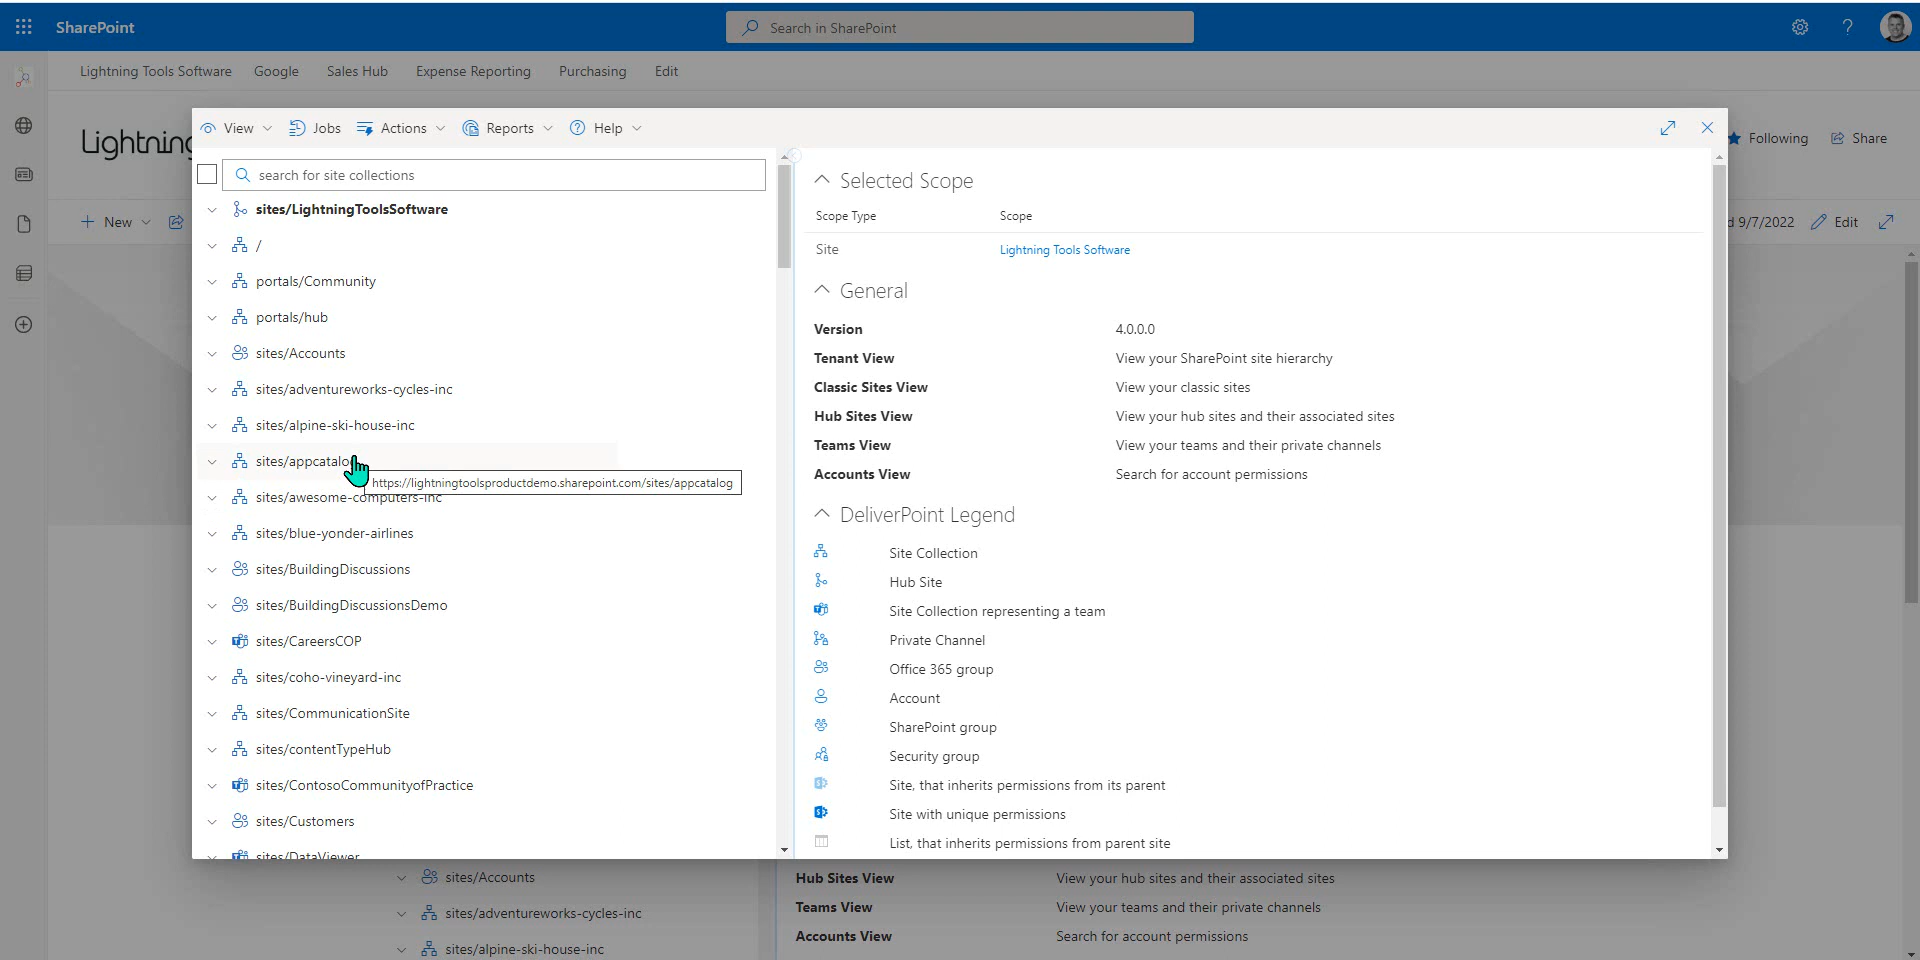 SharePoint
Search in SharePoint
?
Lightning Tools Software Google Sales Hub Expense Reporting Purchasing Edit
Lightning
Following Share
View Jobs Actions Reports Help
New
9/7/2022 Edit
search for site collections
sites/LightningToolsSoftware
/
portals/Community
portals/hub
sites/Accounts
sites/adventureworks-cycles-inc
sites/alpine-ski-house-inc
sites/appcatalog
https://lightningtoolsproductdemo.sharepoint.com/sites/appcatalog
sites/awesome-computers-inc
sites/blue-yonder-airlines
sites/BuildingDiscussions
sites/BuildingDiscussionsDemo
sites/CareersCOP
sites/coho-vineyard-inc
sites/CommunicationSite
sites/contentTypeHub
sites/ContosoCommunityofPractice
sites/Customers
sites/DataViewer
Selected Scope
Scope Type Scope
Site Lightning Tools Software
General
Version 4.0.0.0
Tenant View View your SharePoint site hierarchy
Classic Sites View View your classic sites
Hub Sites View View your hub sites and their associated sites
Teams View View your teams and their private channels
Accounts View Search for account permissions
DeliverPoint Legend
Site Collection
Hub Site
Site Collection representing a team
Private Channel
Office 365 group
Account
SharePoint group
Security group
Site, that inherits permissions from its parent
Site with unique permissions
List, that inherits permissions from parent site
sites/Accounts
sites/adventureworks-cycles-inc
sites/alpine-ski-house-inc
Hub Sites View View your hub sites and their associated sites
Teams View View your teams and their private channels
Accounts View Search for account permissions